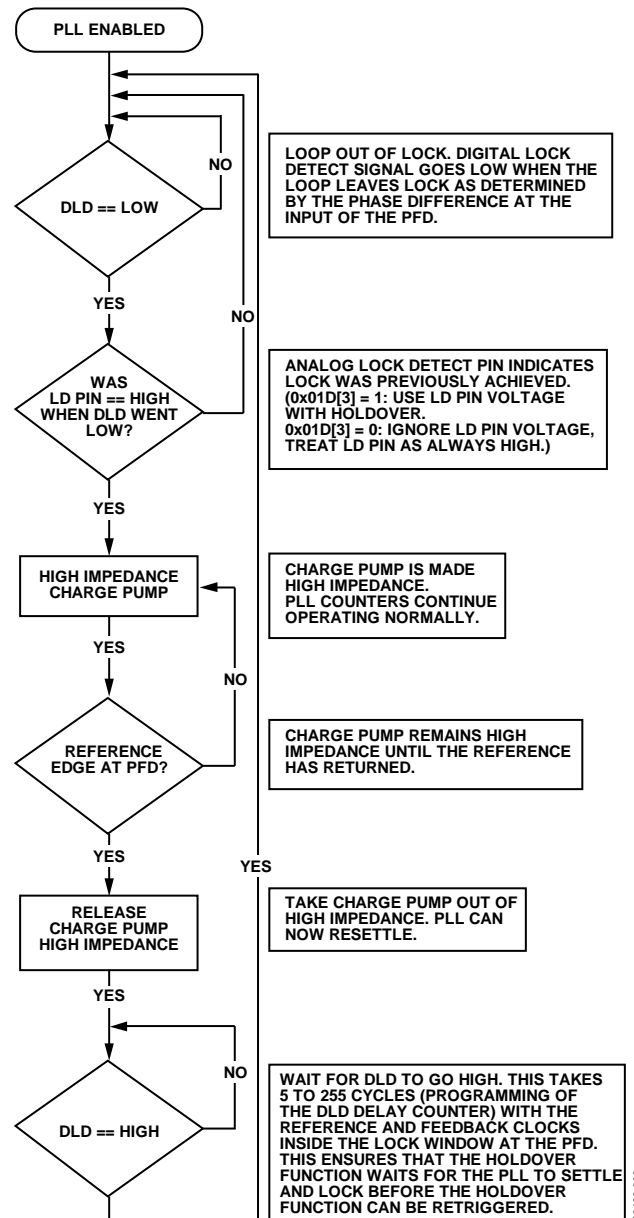 PLL ENABLED
NO
DLD == LOW
LOOP OUT OF LOCK. DIGITAL LOCK
DETECT SIGNAL GOES LOW WHEN THE
LOOP LEAVES LOCK AS DETERMINED
BY THE PHASE DIFFERENCE AT THE
INPUT OF THE PFD.
YES
NO
WAS
LD PIN == HIGH
WHEN DLD WENT
LOW?
ANALOG LOCK DETECT PIN INDICATES
LOCK WAS PREVIOUSLY ACHIEVED.
(0x01D[3] = 1: USE LD PIN VOLTAGE
WITH HOLDOVER.
0x01D[3] = 0: IGNORE LD PIN VOLTAGE,
TREAT LD PIN AS ALWAYS HIGH.)
YES
HIGH IMPEDANCE
CHARGE PUMP
CHARGE PUMP IS MADE
HIGH IMPEDANCE.
PLL COUNTERS CONTINUE
OPERATING NORMALLY.
YES
NO
REFERENCE
EDGE AT PFD?
CHARGE PUMP REMAINS HIGH
IMPEDANCE UNTIL THE REFERENCE
HAS RETURNED.
YES
YES
RELEASE
CHARGE PUMP
HIGH IMPEDANCE
TAKE CHARGE PUMP OUT OF
HIGH IMPEDANCE. PLL CAN
NOW RESETTLE.
YES
NO
DLD == HIGH
WAIT FOR DLD TO GO HIGH. THIS TAKES
5 TO 255 CYCLES (PROGRAMMING OF
THE DLD DELAY COUNTER) WITH THE
REFERENCE AND FEEDBACK CLOCKS
INSIDE THE LOCK WINDOW AT THE PFD.
THIS ENSURES THAT THE HOLDOVER
FUNCTION WAITS FOR THE PLL TO SETTLE
AND LOCK BEFORE THE HOLDOVER
FUNCTION CAN BE RETRIGGERED.